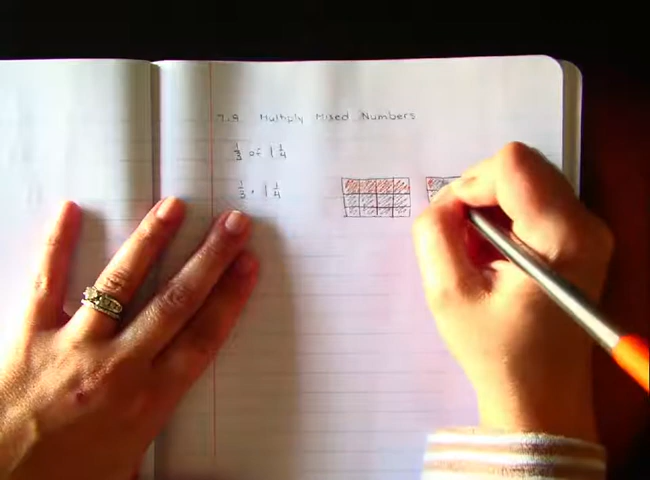 7-9 Multiply Mixed Numbers
1/3 of 1 1/4
1/3 · 1 1/4